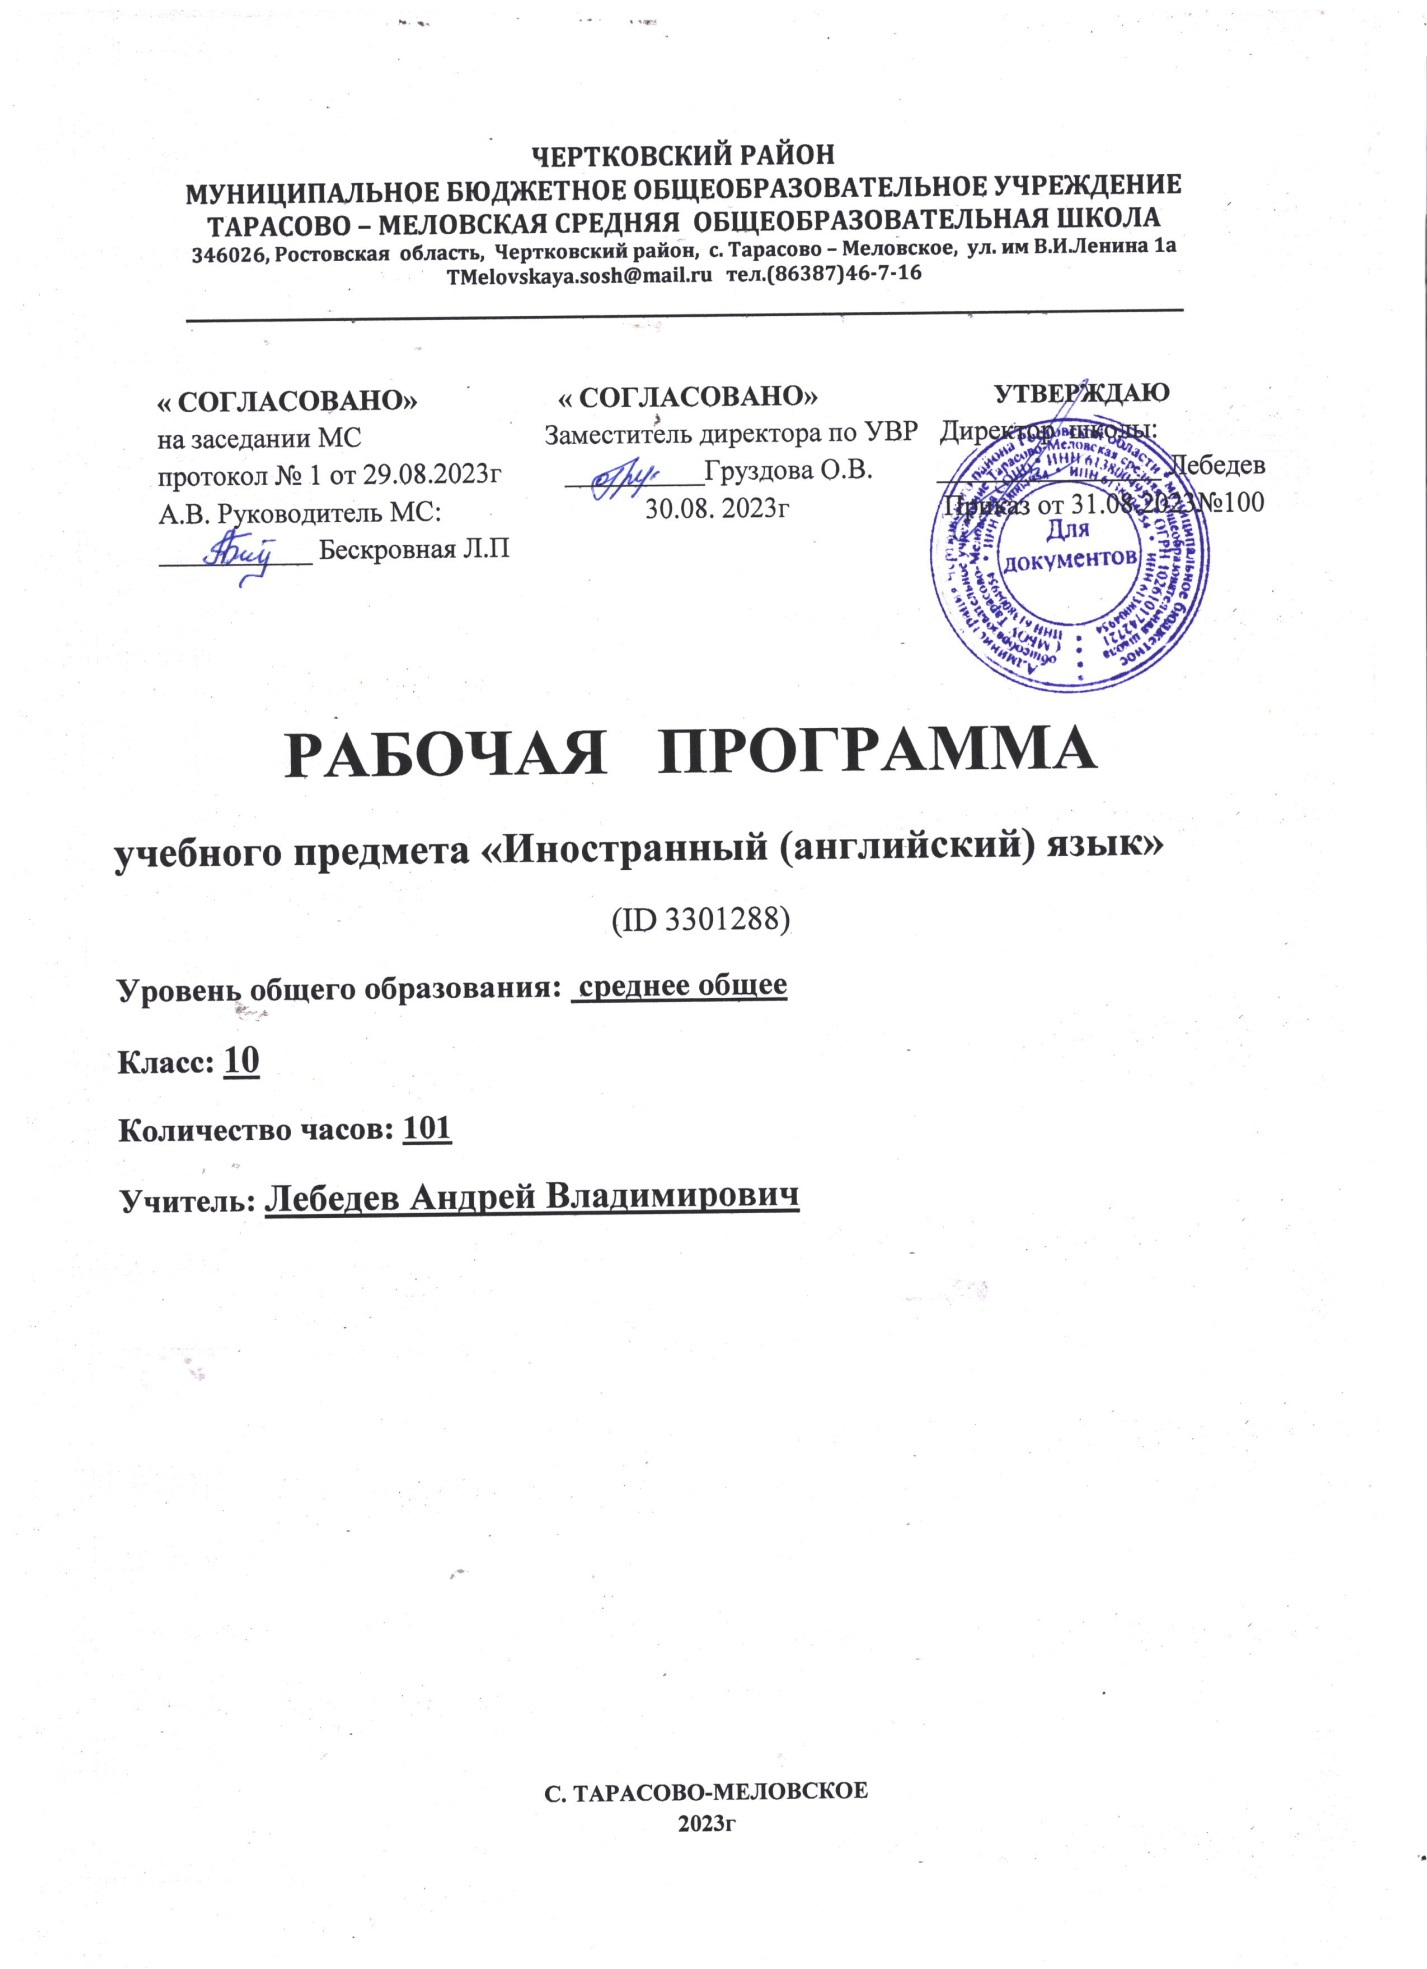 ЧЕРТКОВСКИЙ РАЙОН
МУНИЦИПАЛЬНОЕ БЮДЖЕТНОЕ ОБЩЕОБРАЗОВАТЕЛЬНОЕ УЧРЕЖДЕНИЕ
ТАРАСОВО – МЕЛОВСКАЯ СРЕДНЯЯ ОБЩЕОБРАЗОВАТЕЛЬНАЯ ШКОЛА
346026, Ростовская область, Чертковский район, с. Тарасово – Меловское, ул. им В.И.Ленина 1а
TMelovskaya.sosh@mail.ru тел.(86387)46-7-16
« СОГЛАСОВАНО» « СОГЛАСОВАНО» УТВЕРЖДАЮ
на заседании МС Заместитель директора по УВР Директор школы:
протокол № 1 от 29.08.2023г ___________Груздова О.В. ________________Лебедев
А.В. Руководитель МС: 30.08. 2023г Приказ от 31.08.2023№100
___________ Бескровная Л.П
Для
документов
РАБОЧАЯ ПРОГРАММА
учебного предмета «Иностранный (английский) язык»
(ID 3301288)
Уровень общего образования: среднее общее
Класс: 10
Количество часов: 101
Учитель: Лебедев Андрей Владимирович
С. ТАРАСОВО-МЕЛОВСКОЕ
2023г